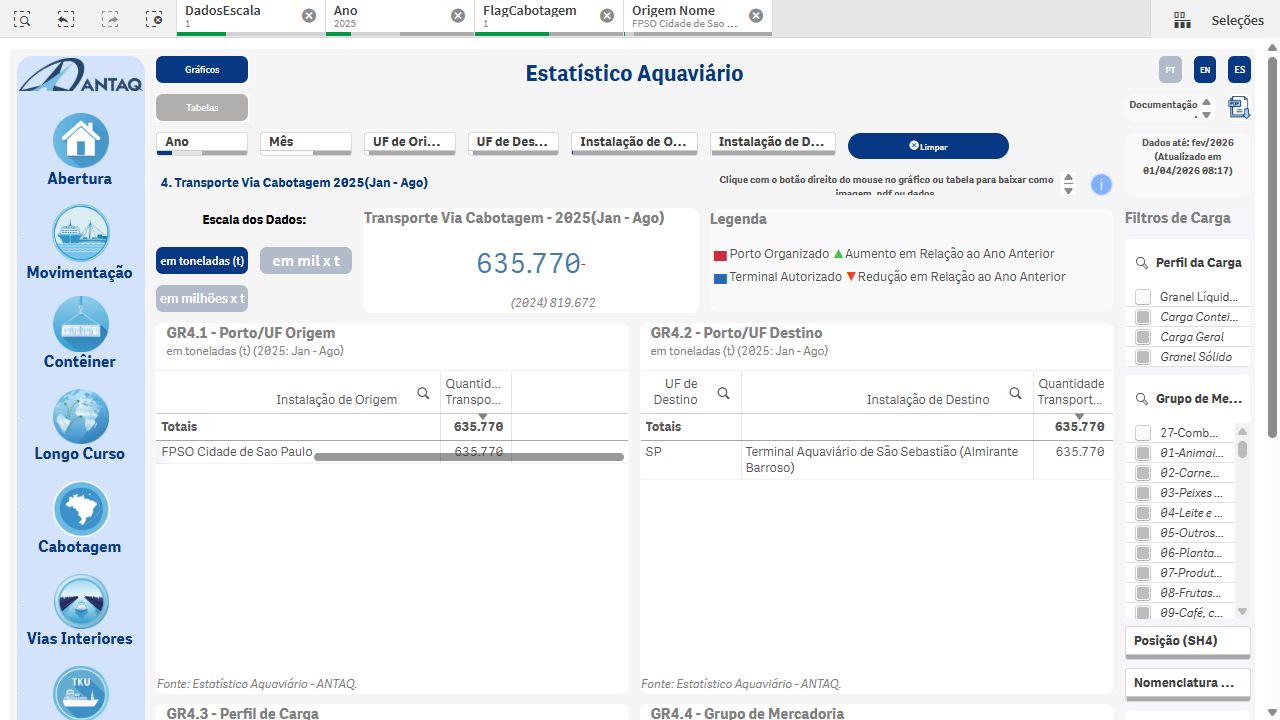 DadosEscala
1
Ano
2025
FlagCabotagem
1
Origem Nome
FPSO Cidade de Sao ...
Seleções
ANTAQ
Gráficos
Tabelas
Estatístico Aquaviário
PT
EN
ES
Documentação
.
Ano
Mês
UF de Ori...
UF de Des...
Instalação de O...
Instalação de D...
Limpar
Dados até: fev/2026
(Atualizado em
01/04/2026 08:17)
4. Transporte Via Cabotagem 2025(Jan - Ago)
Clique com o botão direito do mouse no gráfico ou tabela para baixar como
imagem, pdf ou dados
i
Abertura
Movimentação
Contêiner
Longo Curso
Cabotagem
Vias Interiores
TKU
Escala dos Dados:
em toneladas (t)
em mil x t
em milhões x t
Transporte Via Cabotagem - 2025(Jan - Ago)
635.770-
(2024) 819.672
Legenda
Porto Organizado ▲Aumento em Relação ao Ano Anterior
Terminal Autorizado ▼Redução em Relação ao Ano Anterior
GR4.1 - Porto/UF Origem
em toneladas (t) (2025: Jan - Ago)
Instalação de Origem
Quantid...
Transpo...
Totais 635.770
FPSO Cidade de Sao Paulo 635.770
Fonte: Estatístico Aquaviário - ANTAQ.
GR4.2 - Porto/UF Destino
em toneladas (t) (2025: Jan - Ago)
UF de
Destino
Instalação de Destino
Quantidade
Transport...
Totais 635.770
SP Terminal Aquaviário de São Sebastião (Almirante
Barroso) 635.770
Fonte: Estatístico Aquaviário - ANTAQ.
GR4.3 - Perfil de Carga
GR4.4 - Grupo de Mercadoria
Filtros de Carga
Perfil da Carga
Granel Líquid...
Carga Contei...
Carga Geral
Granel Sólido
Grupo de Me...
27-Comb...
01-Animai...
02-Carne...
03-Peixes ...
04-Leite e ...
05-Outros...
06-Planta...
07-Produt...
08-Frutas...
09-Café, c...
Posição (SH4)
Nomenclatura ...